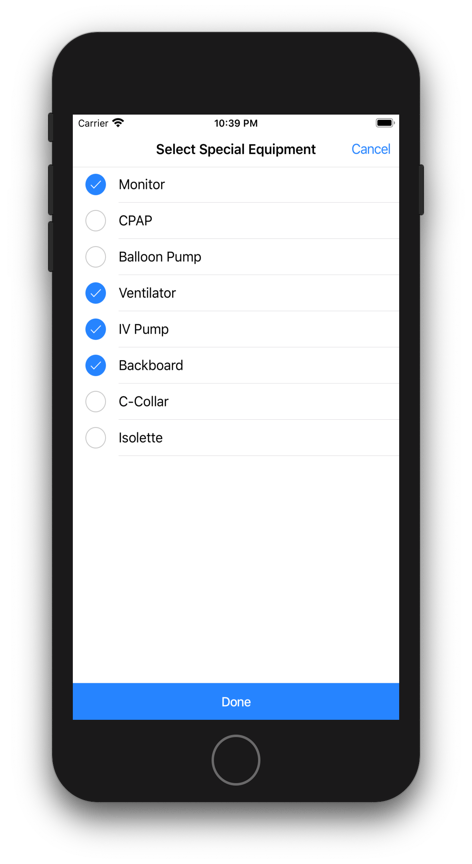 Carrier 10:39 PM
Select Special Equipment Cancel
Monitor
CPAP
Balloon Pump
Ventilator
IV Pump
Backboard
C-Collar
Isolette
Done